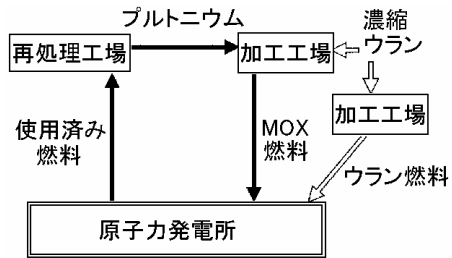 プルトニウム
濃縮
ウラン
再処理工場
加工工場
加工工場
使用済み
燃料
MOX
燃料
ウラン燃料
原子力発電所